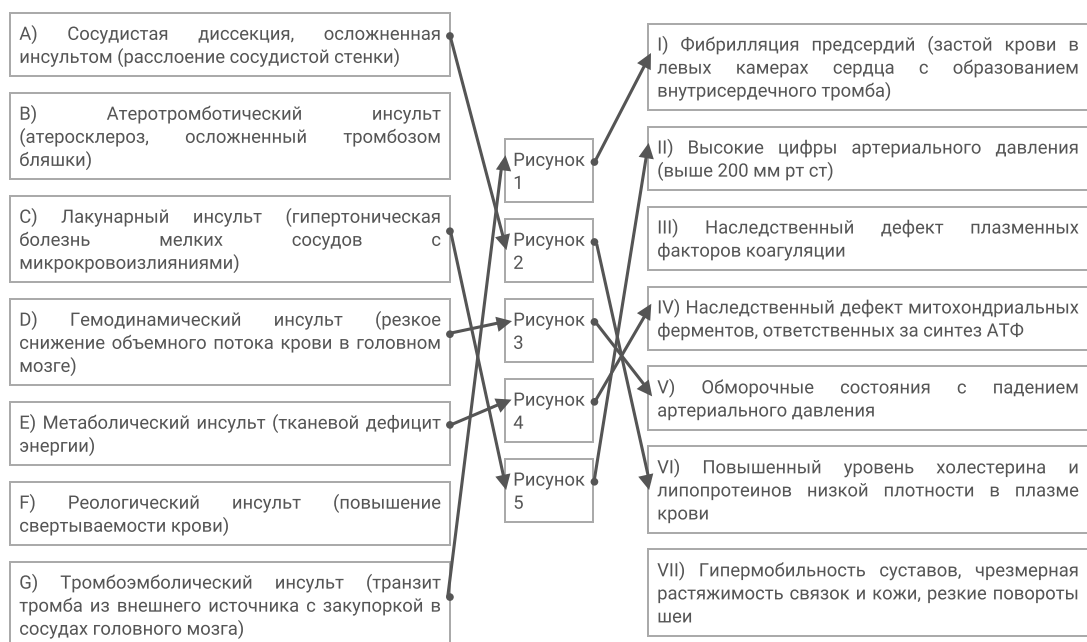 A) Сосудистая диссекция, осложненная
инсультом (расслоение сосудистой стенки)
B) Атеротромботический инсульт
(атеросклероз, осложненный тромбозом
бляшки)
C) Лакунарный инсульт (гипертоническая
болезнь мелких сосудов с
микрокровоизлияниями)
D) Гемодинамический инсульт (резкое
снижение объемного потока крови в головном
мозге)
E) Метаболический инсульт (тканевой дефицит
энергии)
F) Реологический инсульт (повышение
свертываемости крови)
G) Тромбоэмболический инсульт (транзит
тромба из внешнего источника с закупоркой в
сосудах головного мозга)
Рисунок
1
Рисунок
2
Рисунок
3
Рисунок
4
Рисунок
5
I) Фибрилляция предсердий (застой крови в
левых камерах сердца с образованием
внутрисердечного тромба)
II) Высокие цифры артериального давления
(выше 200 мм рт ст)
III) Наследственный дефект плазменных
факторов коагуляции
IV) Наследственный дефект митохондриальных
ферментов, ответственных за синтез АТФ
V) Обморочные состояния с падением
артериального давления
VI) Повышенный уровень холестерина и
липопротеинов низкой плотности в плазме
крови
VII) Гипермобильность суставов, чрезмерная
растяжимость связок и кожи, резкие повороты
шеи